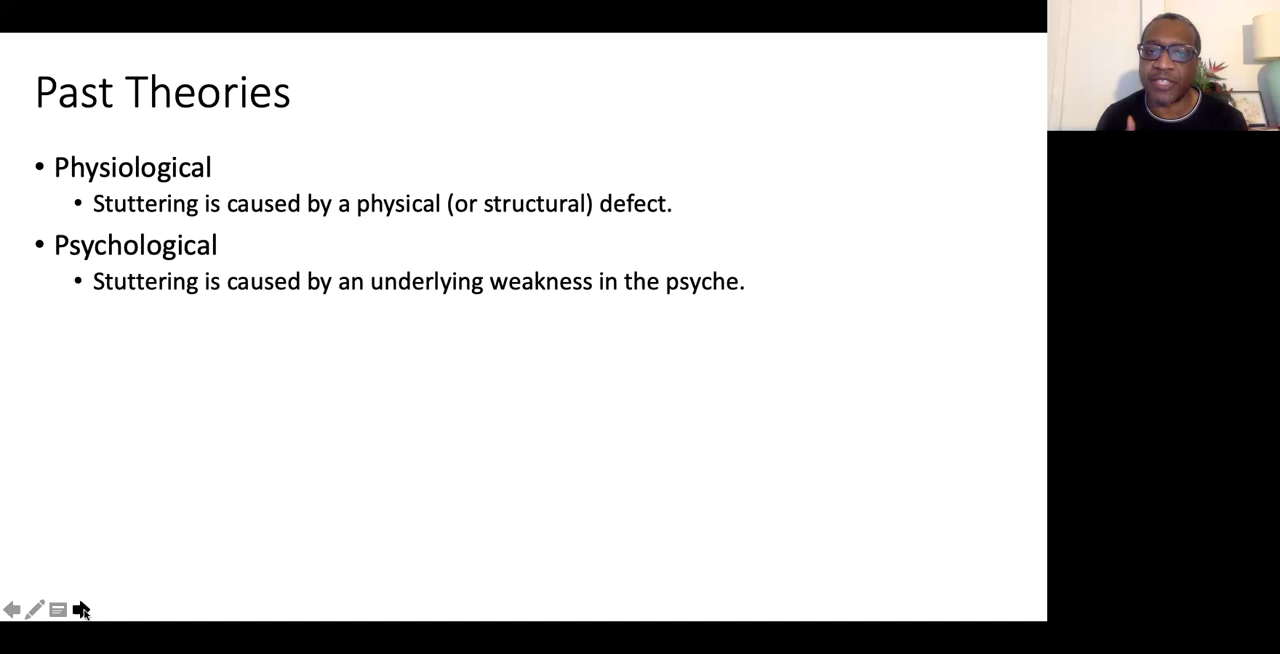 Past Theories
• Physiological
• Stuttering is caused by a physical (or structural) defect.
• Psychological
• Stuttering is caused by an underlying weakness in the psyche.